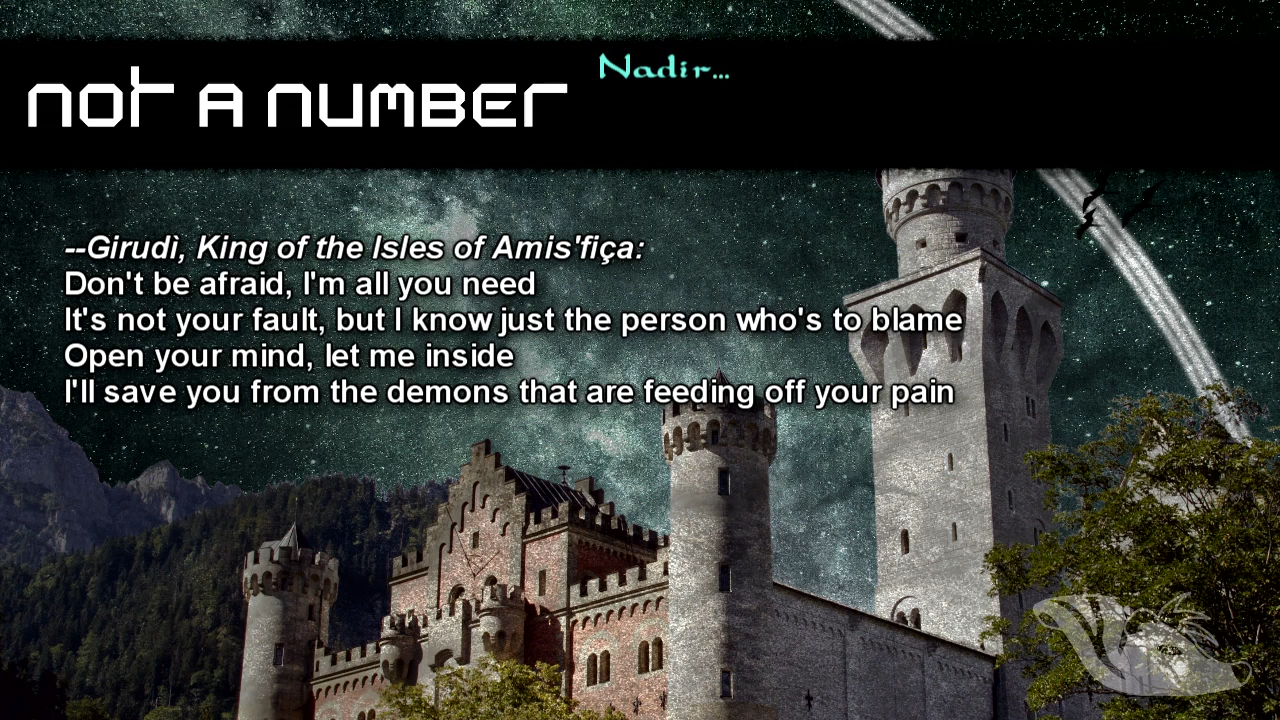 Nadir...
not a number
--Girudì, King of the Isles of Amis'fiça:
Don't be afraid, I'm all you need
It's not your fault, but I know just the person who's to blame
Open your mind, let me inside
I'll save you from the demons that are feeding off your pain